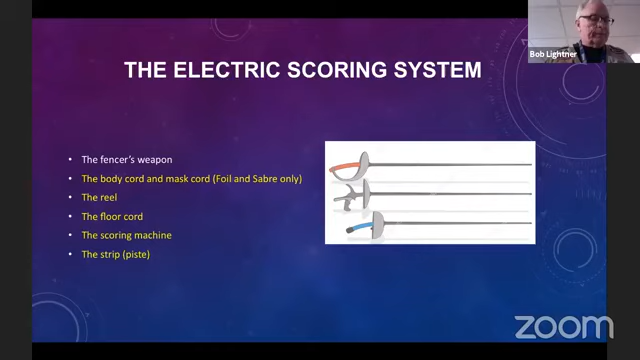 Bob Lightner
THE ELECTRIC SCORING SYSTEM
• The fencer's weapon
• The body cord and mask cord (Foil and Sabre only)
• The reel
• The floor cord
• The scoring machine
• The strip (piste)
zoom